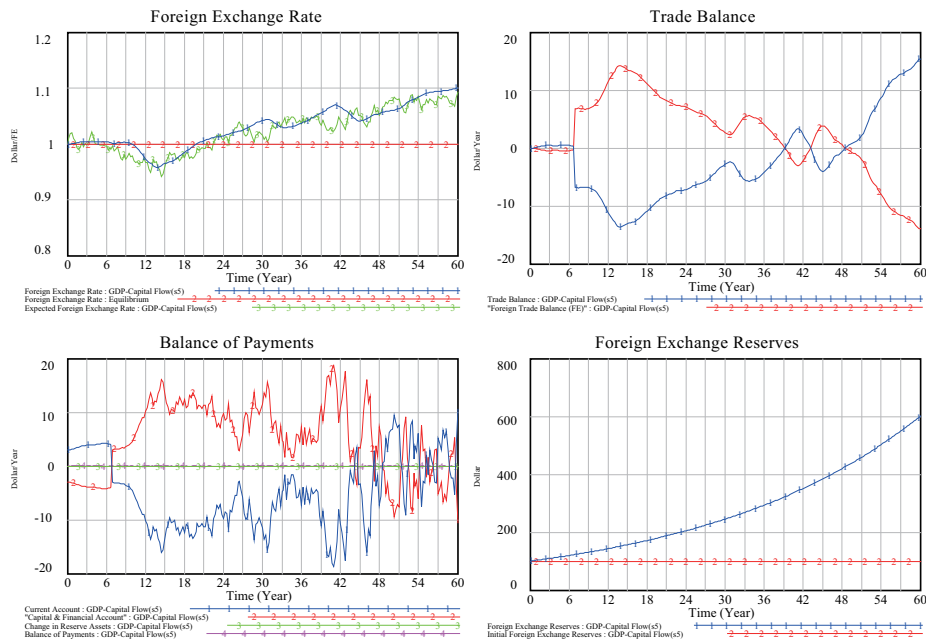 Foreign Exchange Rate
1.2
1.1
1
0.9
0.8
Dollar/FE
0 6 12 18 24 30 36 42 48 54 60
Time (Year)
Foreign Exchange Rate : GDP-Capital Flow(s5)
Foreign Exchange Rate : Equilibrium
Expected Foreign Exchange Rate : GDP-Capital Flow(s5)
Trade Balance
20
10
0
-10
-20
Dollar/Year
0 6 12 18 24 30 36 42 48 54 60
Time (Year)
Trade Balance : GDP-Capital Flow(s5)
"Foreign Trade Balance (FE)" : GDP-Capital Flow(s5)
Balance of Payments
20
10
0
-10
-20
Dollar/Year
0 6 12 18 24 30 36 42 48 54 60
Time (Year)
Current Account : GDP-Capital Flow(s5)
"Capital & Financial Account" : GDP-Capital Flow(s5)
Change in Reserve Assets : GDP-Capital Flow(s5)
Balance of Payments : GDP-Capital Flow(s5)
Foreign Exchange Reserves
800
600
400
200
0
Dollar
0 6 12 18 24 30 36 42 48 54 60
Time (Year)
Foreign Exchange Reserves : GDP-Capital Flow(s5)
Initial Foreign Exchange Reserves : GDP-Capital Flow(s5)